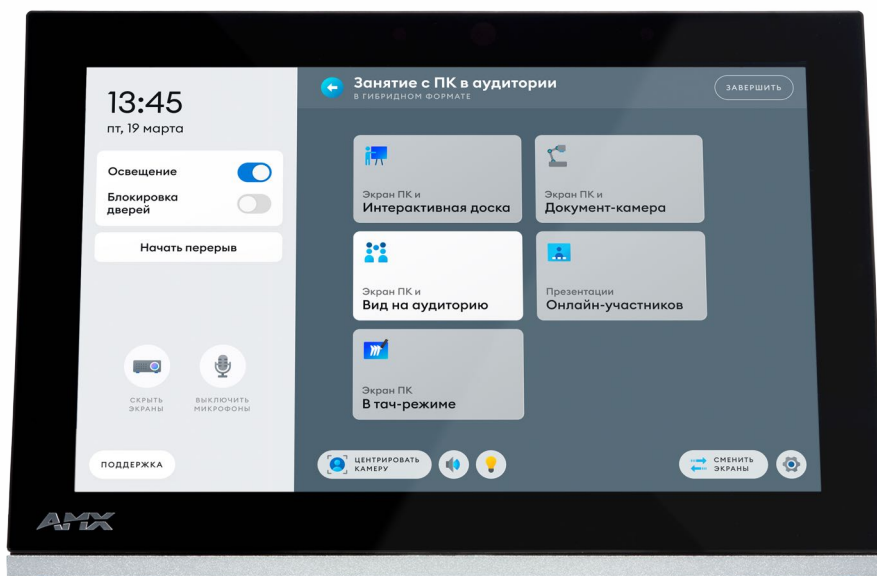 13:45
пт, 19 марта
Освещение
Блокировка
дверей
Начать перерыв
СКРЫТЬ
ЭКРАНЫ
ВЫКЛЮЧИТЬ
МИКРОФОНЫ
ПОДДЕРЖКА
Занятие с ПК в аудитории
В ГИБРИДНОМ ФОРМАТЕ
ЗАВЕРШИТЬ
Экран ПК и
Интерактивная доска
Экран ПК и
Документ-камера
Экран ПК и
Вид на аудиторию
Презентации
Онлайн-участников
Экран ПК
В тач-режиме
ЦЕНТРИРОВАТЬ
КАМЕРУ
СМЕНИТЬ
ЭКРАНЫ
AMX